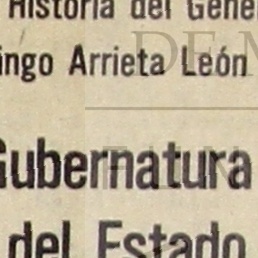 Historia del Gene
ingo Arrieta León
Gubernatura
del Estado